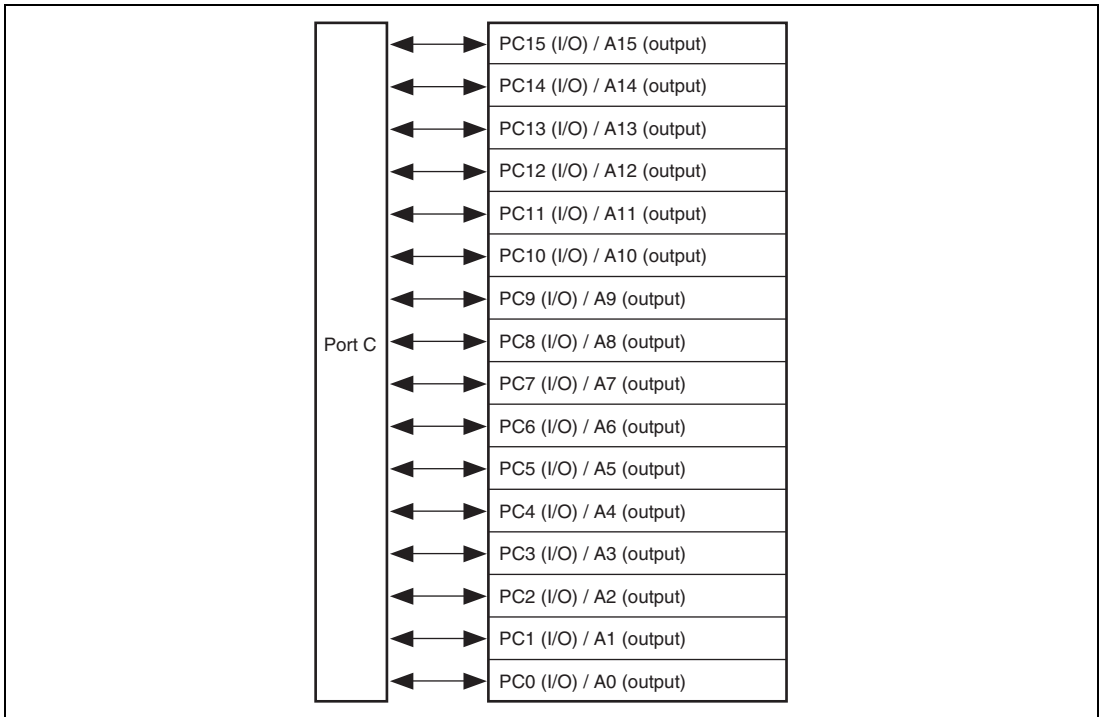 PC15 (I/O) / A15 (output)
PC14 (I/O) / A14 (output)
PC13 (I/O) / A13 (output)
PC12 (I/O) / A12 (output)
PC11 (I/O) / A11 (output)
PC10 (I/O) / A10 (output)
PC9 (I/O) / A9 (output)
Port C
PC8 (I/O) / A8 (output)
PC7 (I/O) / A7 (output)
PC6 (I/O) / A6 (output)
PC5 (I/O) / A5 (output)
PC4 (I/O) / A4 (output)
PC3 (I/O) / A3 (output)
PC2 (I/O) / A2 (output)
PC1 (I/O) / A1 (output)
PC0 (I/O) / A0 (output)